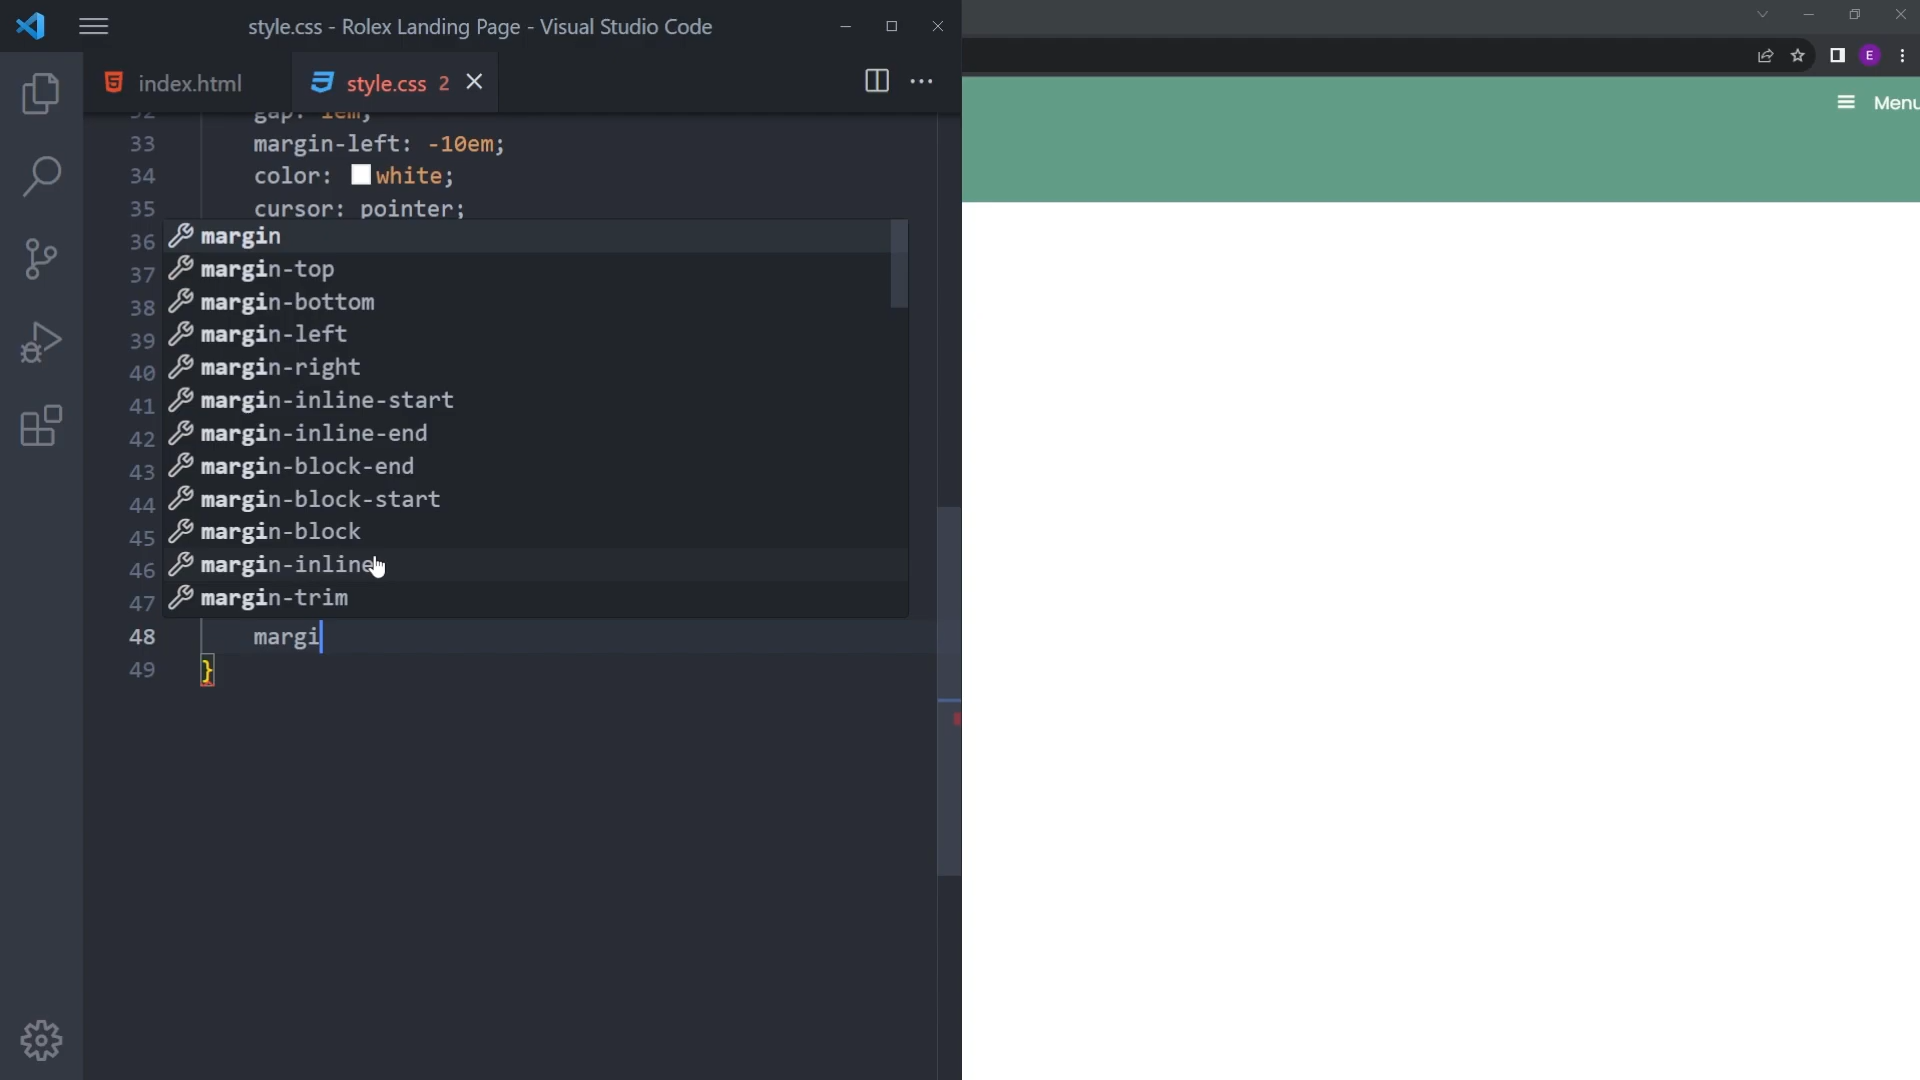 style.css - Rolex Landing Page - Visual Studio Code
index.html
style.css 2
E
Menu
32 gap: 1em;
33 margin-left: -10em;
34 color: white;
35 cursor: pointer;
36 margin
37 margin-top
38 margin-bottom
39 margin-left
40 margin-right
41 margin-inline-start
42 margin-inline-end
43 margin-block-end
44 margin-block-start
45 margin-block
46 margin-inline
47 margin-trim
48 margi
49 }